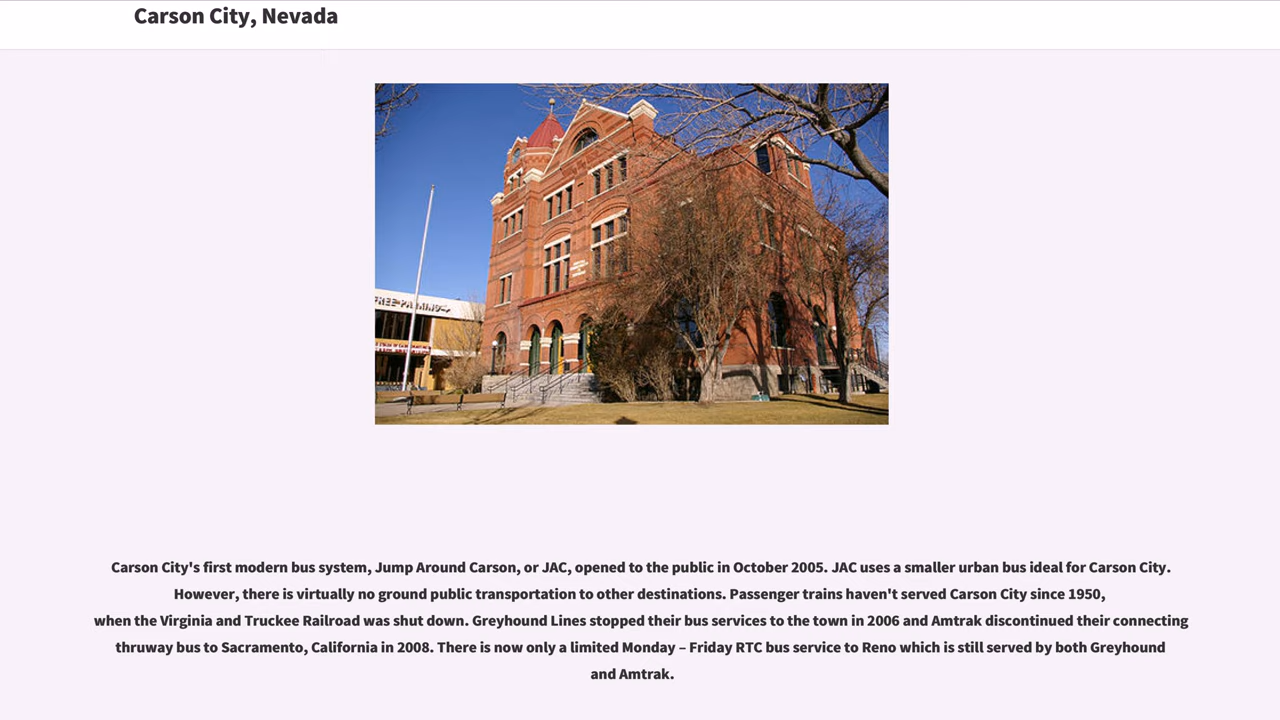 Carson City, Nevada
FREE PARKING
Carson City's first modern bus system, Jump Around Carson, or JAC, opened to the public in October 2005. JAC uses a smaller urban bus ideal for Carson City.
However, there is virtually no ground public transportation to other destinations. Passenger trains haven't served Carson City since 1950,
when the Virginia and Truckee Railroad was shut down. Greyhound Lines stopped their bus services to the town in 2006 and Amtrak discontinued their connecting
thruway bus to Sacramento, California in 2008. There is now only a limited Monday – Friday RTC bus service to Reno which is still served by both Greyhound
and Amtrak.